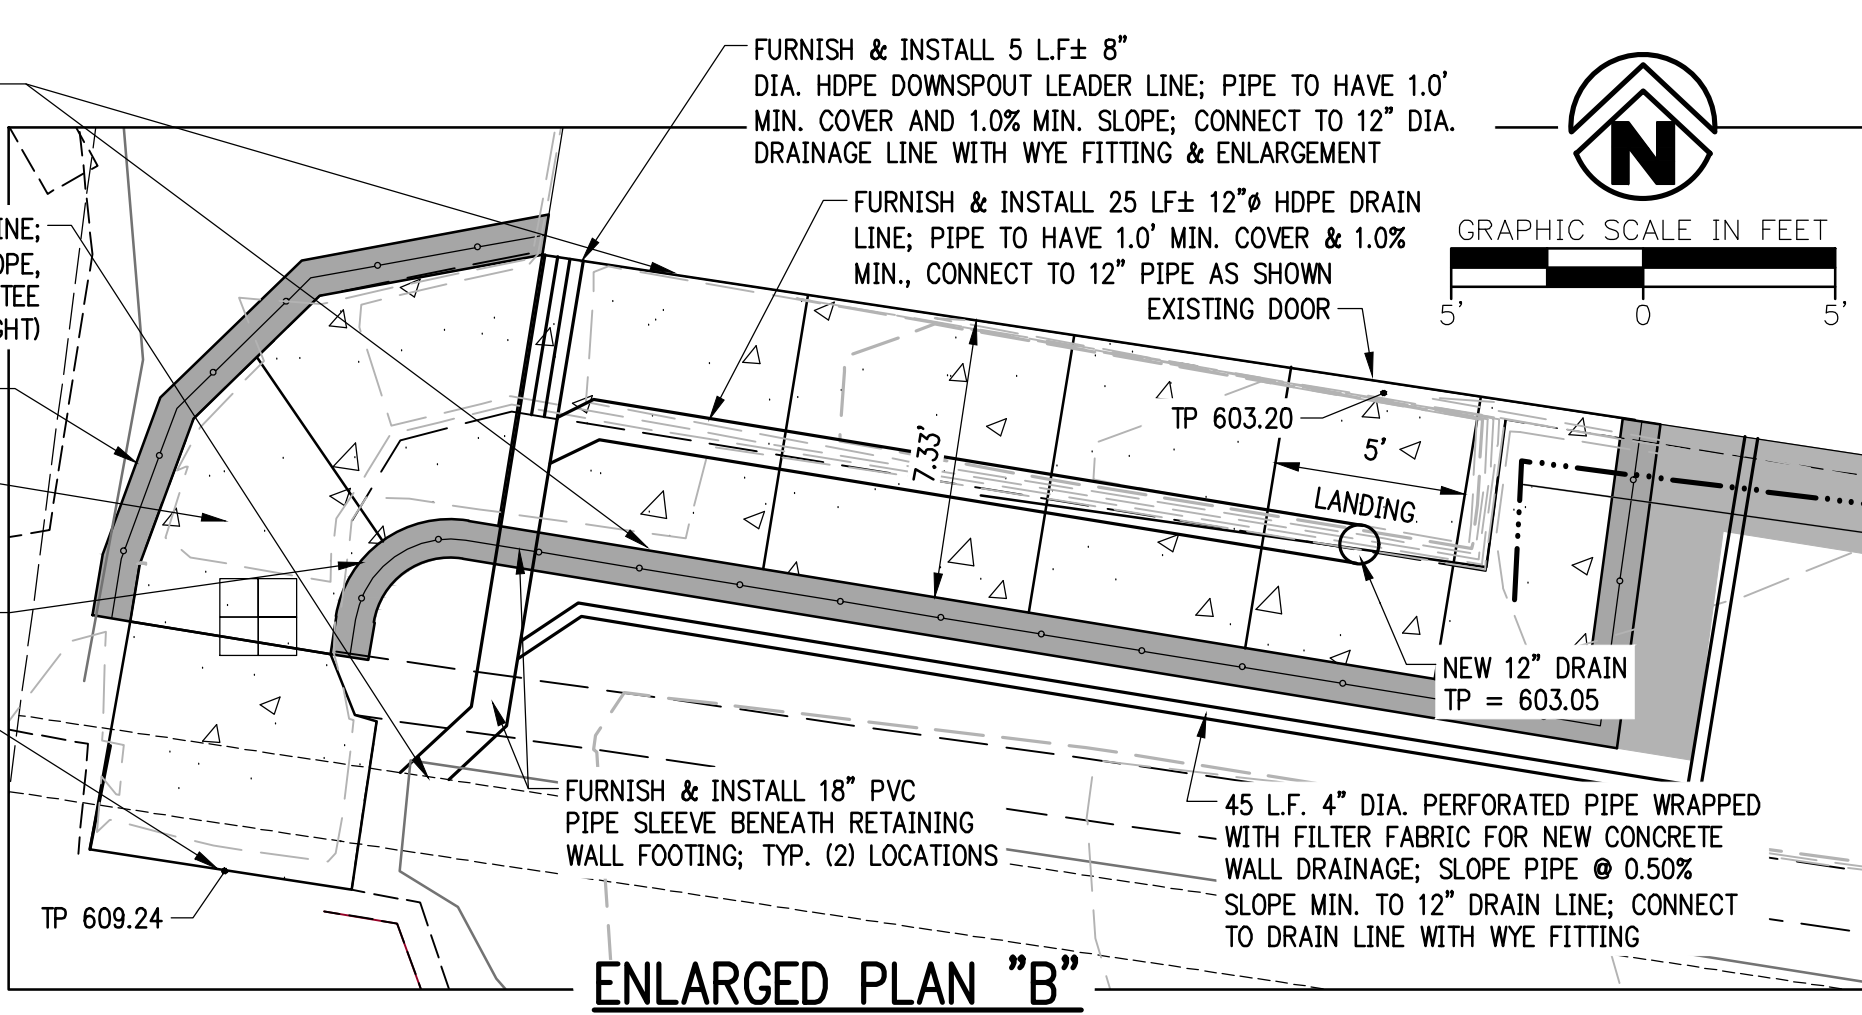 FURNISH & INSTALL 5 L.F± 8"
DIA. HDPE DOWNSPOUT LEADER LINE; PIPE TO HAVE 1.0'
MIN. COVER AND 1.0% MIN. SLOPE; CONNECT TO 12" DIA.
DRAINAGE LINE WITH WYE FITTING & ENLARGEMENT
FURNISH & INSTALL 25 LF± 12"ø HDPE DRAIN
LINE; PIPE TO HAVE 1.0' MIN. COVER & 1.0%
MIN., CONNECT TO 12" PIPE AS SHOWN
EXISTING DOOR
N
GRAPHIC SCALE IN FEET
5' 0 5'
INE;
OPE,
TEE
GHT)
TP 603.20
7.33'
5'
LANDING
NEW 12" DRAIN
TP = 603.05
FURNISH & INSTALL 18" PVC
PIPE SLEEVE BENEATH RETAINING
WALL FOOTING; TYP. (2) LOCATIONS
45 L.F. 4" DIA. PERFORATED PIPE WRAPPED
WITH FILTER FABRIC FOR NEW CONCRETE
WALL DRAINAGE; SLOPE PIPE @ 0.50%
SLOPE MIN. TO 12" DRAIN LINE; CONNECT
TO DRAIN LINE WITH WYE FITTING
TP 609.24
ENLARGED PLAN "B"